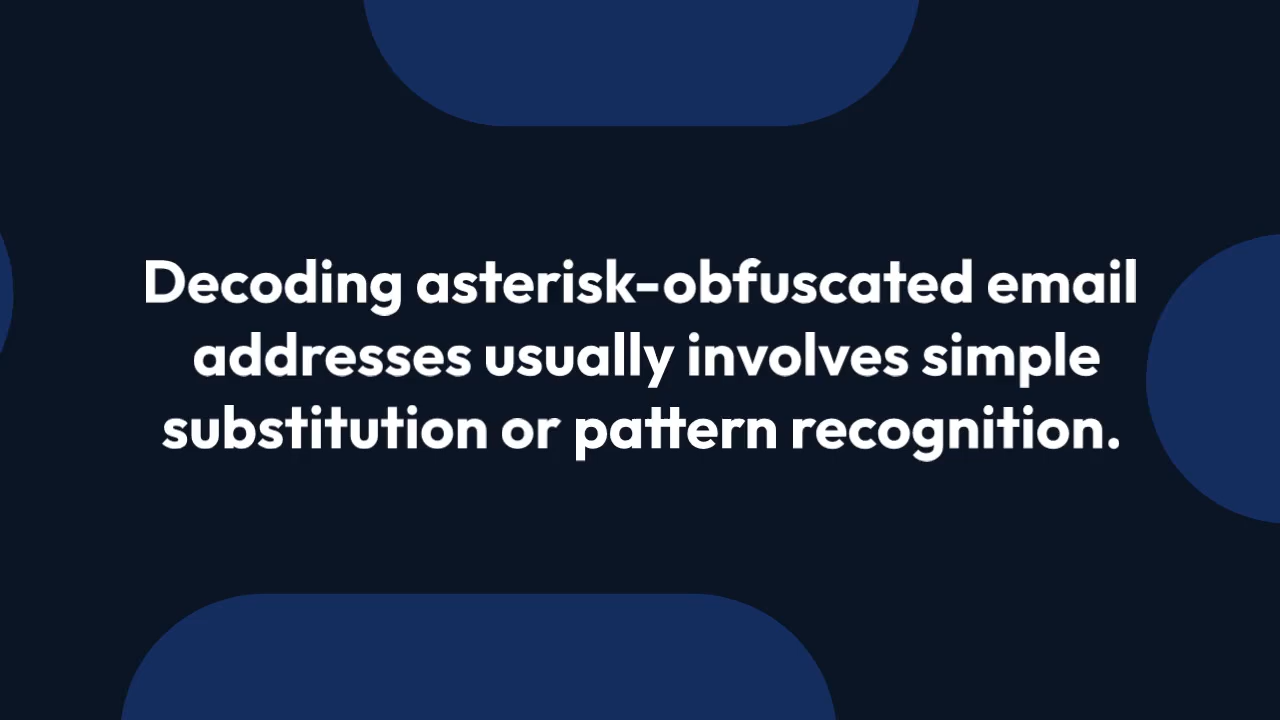 Decoding asterisk-obfuscated email
addresses usually involves simple
substitution or pattern recognition.